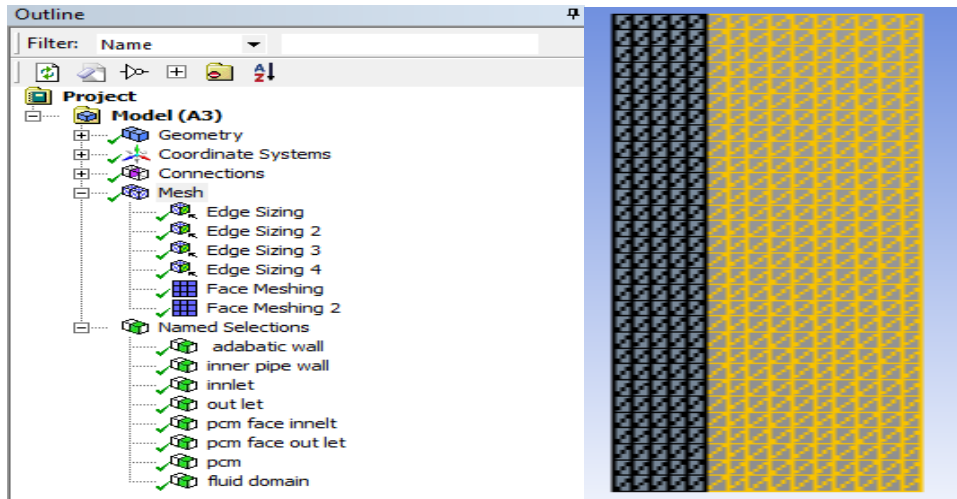 Outline
Filter: Name
Project
Model (A3)
Geometry
Coordinate Systems
Connections
Mesh
Edge Sizing
Edge Sizing 2
Edge Sizing 3
Edge Sizing 4
Face Meshing
Face Meshing 2
Named Selections
adabatic wall
inner pipe wall
innlet
out let
pcm face innelt
pcm face out let
pcm
fluid domain